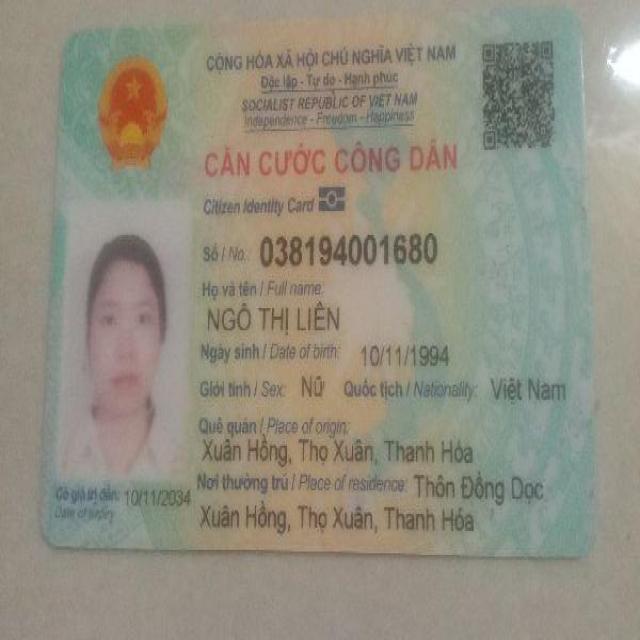 CỘNG HÒA XÃ HỘI CHỦ NGHĨA VIỆT NAM
Độc lập - Tự do - Hạnh phúc
SOCIALIST REPUBLIC OF VIET NAM
Independence - Freedom - Happiness
CĂN CƯỚC CÔNG DÂN
Citizen Identity Card
Số / No.: 038194001680
Họ và tên / Full name:
NGÔ THỊ LIÊN
Ngày sinh / Date of birth: 10/11/1994
Giới tính / Sex: Nữ Quốc tịch / Nationality: Việt Nam
Quê quán / Place of origin:
Xuân Hồng, Thọ Xuân, Thanh Hóa
Nơi thường trú / Place of residence: Thôn Đồng Dọc
Xuân Hồng, Thọ Xuân, Thanh Hóa
Có giá trị đến: 10/11/2034
Date of expiry